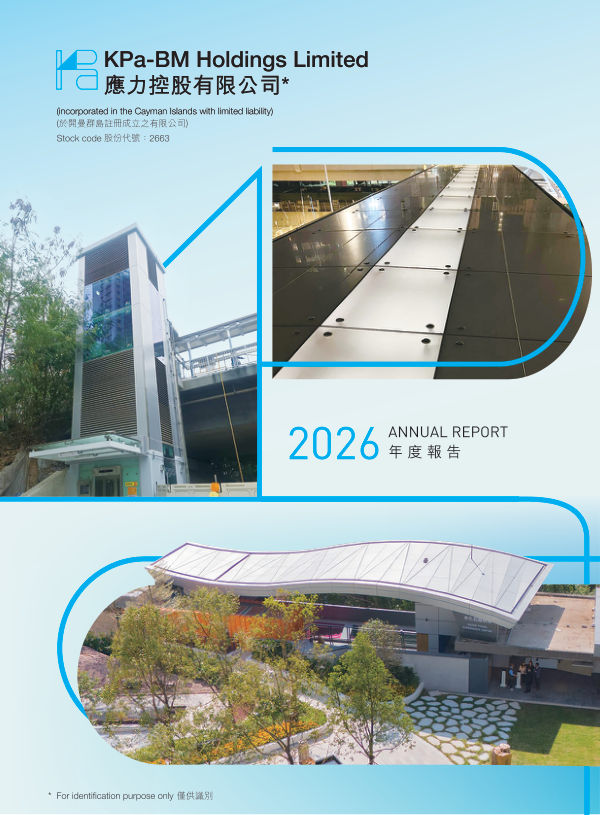 KPa-BM Holdings Limited
應力控股有限公司*
(incorporated in the Cayman Islands with limited liability)
(於開曼群島註冊成立之有限公司)
Stock code 股份代號：2663
2026 ANNUAL REPORT
年度報告
* For identification purpose only 僅供識別